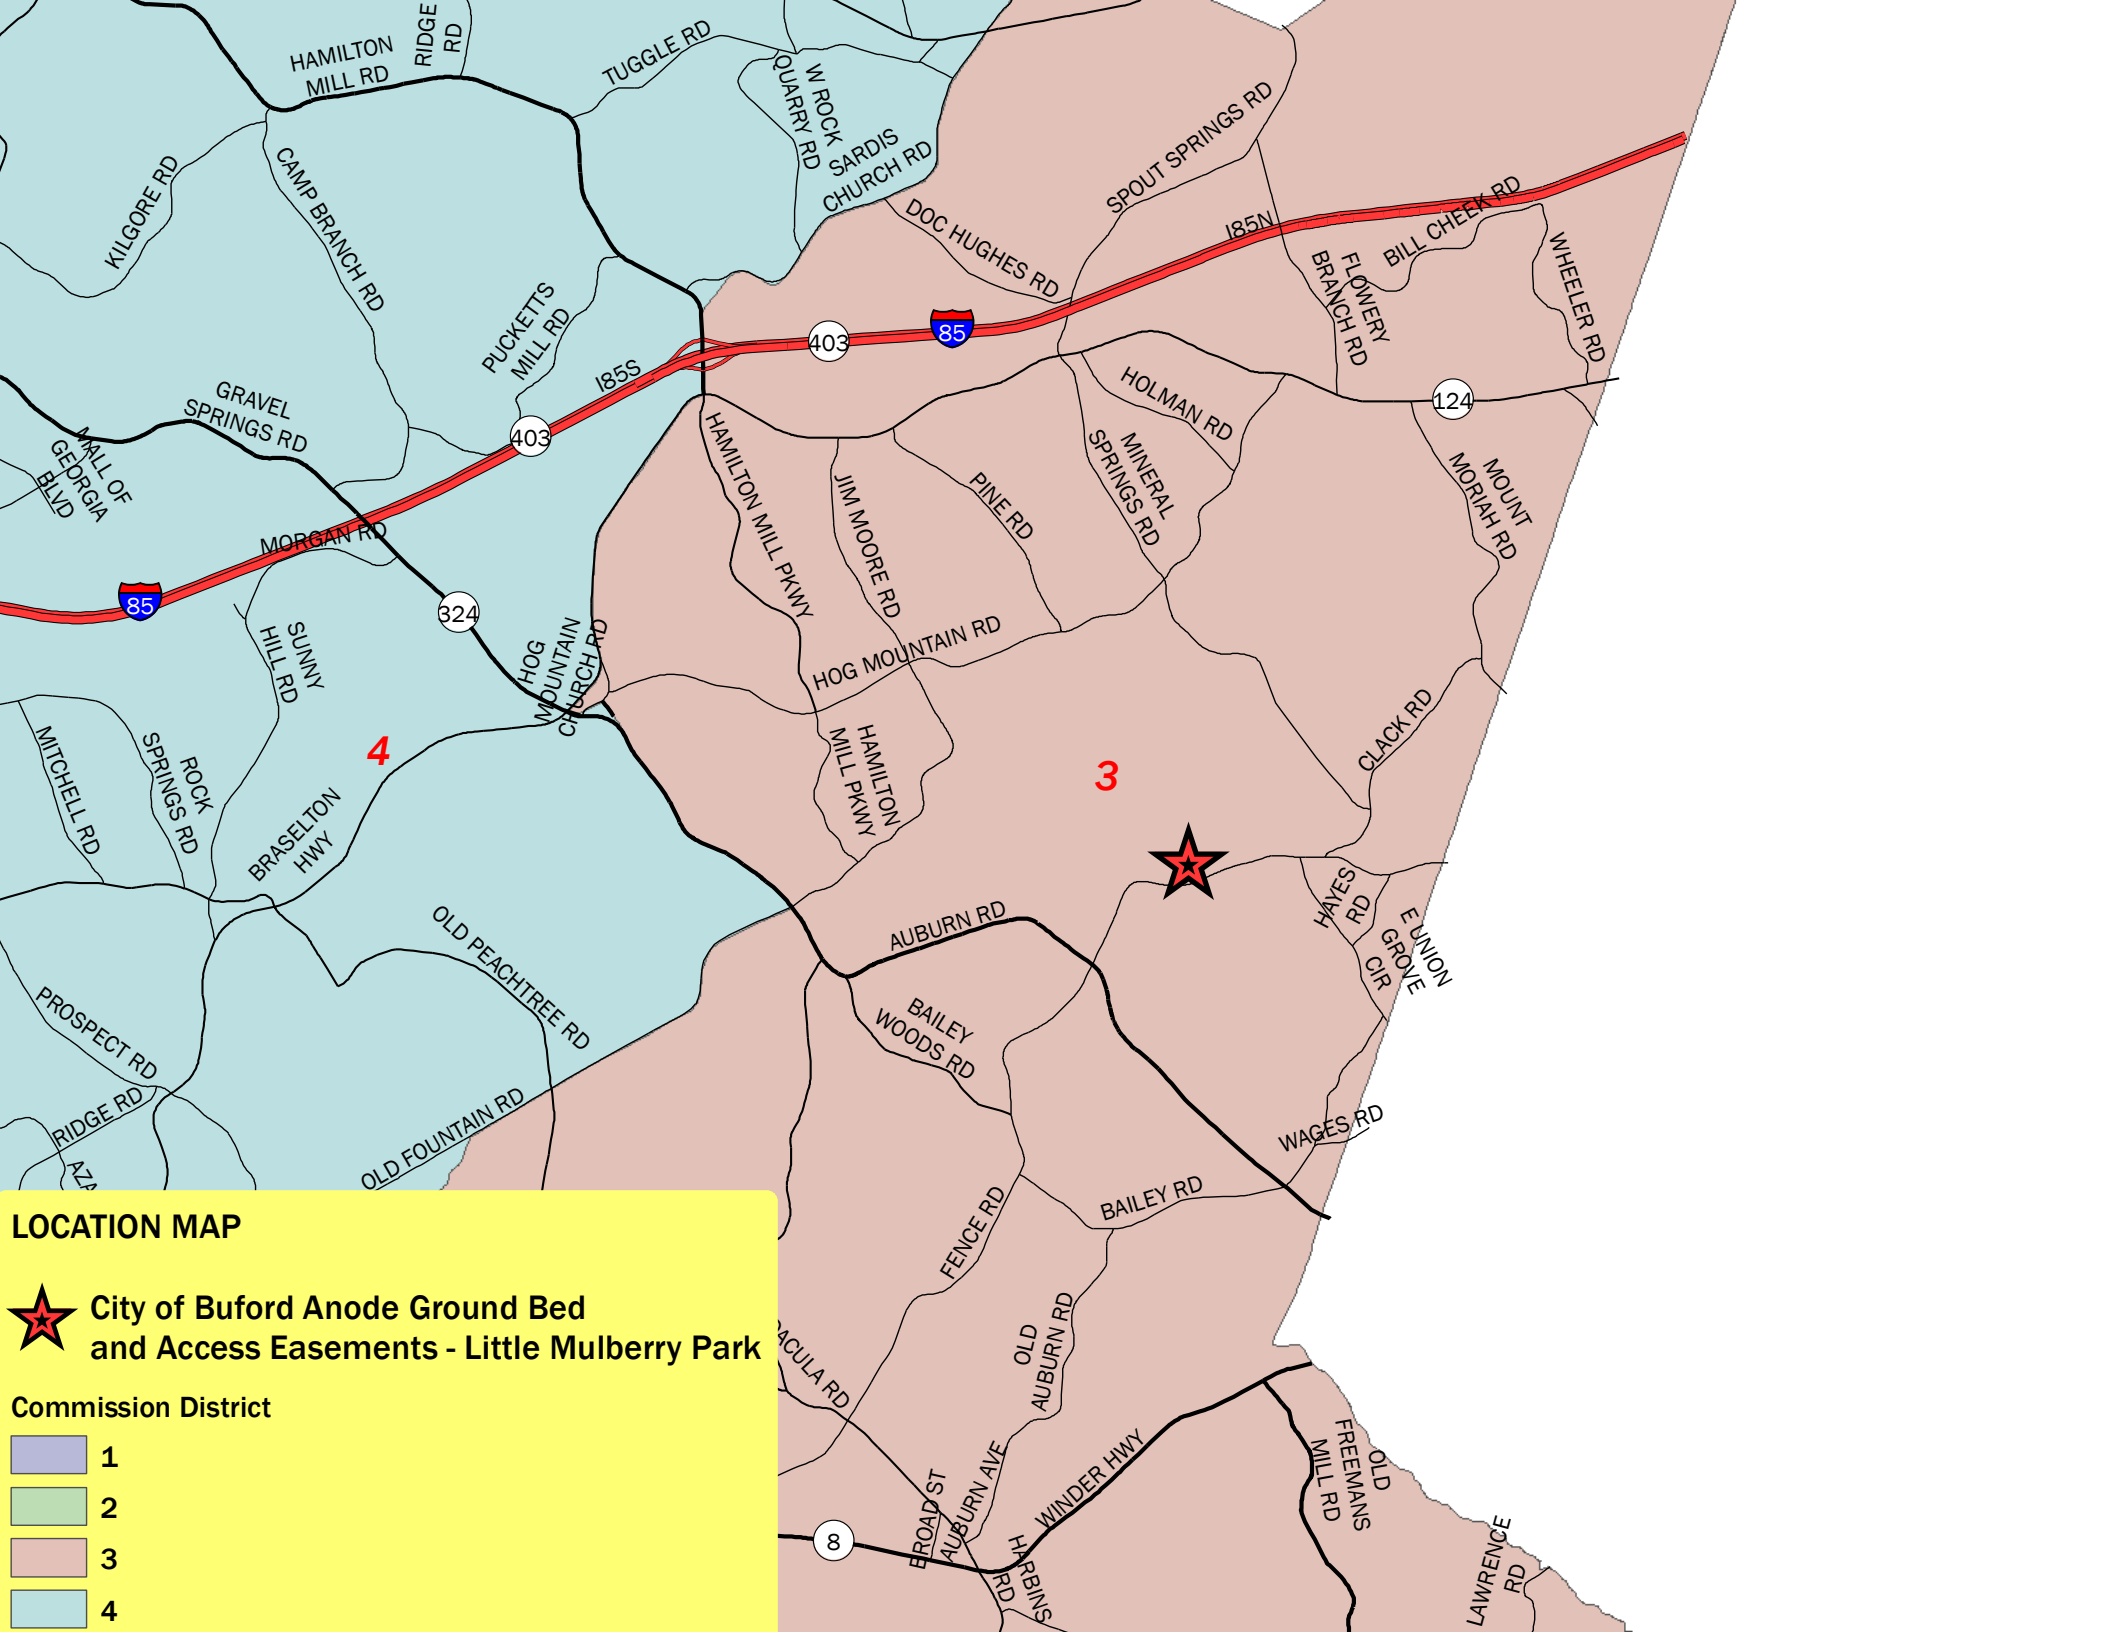 HAMILTON
MILL RD
RIDGE
RD
TUGGLE RD
W ROCK
QUARRY RD
SARDIS
CHURCH RD
SPOUT SPRINGS RD
KILGORE RD
CAMP BRANCH RD
DOC HUGHES RD
I85N
BILL CHEEK RD
FLOWERY
BRANCH RD
WHEELER RD
PUCKETTS
MILL RD
I85S
403
85
GRAVEL
SPRINGS RD
HOLMAN RD
124
403
MALL OF
GEORGIA
BLVD
HAMILTON MILL PKWY
JIM MOORE RD
PINE RD
MINERAL
SPRINGS RD
MOUNT
MORIAH RD
MORGAN RD
85
324
SUNNY
HILL RD
HOG
MOUNTAIN
CHURCH RD
HOG MOUNTAIN RD
4
3
CLACK RD
MITCHELL RD
ROCK
SPRINGS RD
BRASELTON
HWY
HAMILTON
MILL PKWY
HAYES
RD
E UNION
GROVE
CIR
AUBURN RD
OLD PEACHTREE RD
BAILEY
WOODS RD
PROSPECT RD
RIDGE RD
OLD FOUNTAIN RD
WAGES RD
BAILEY RD
FENCE RD
OLD
AUBURN RD
DACULA RD
WINDER HWY
OLD
FREEMANS
MILL RD
BROAD ST
AUBURN AVE
HARBINS
RD
LAWRENCE
RD
8
LOCATION MAP
City of Buford Anode Ground Bed
and Access Easements - Little Mulberry Park
Commission District
1
2
3
4